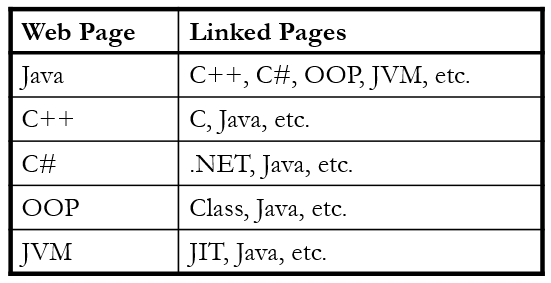 Web Page Linked Pages
Java C++, C#, OOP, JVM, etc.
C++ C, Java, etc.
C# .NET, Java, etc.
OOP Class, Java, etc.
JVM JIT, Java, etc.